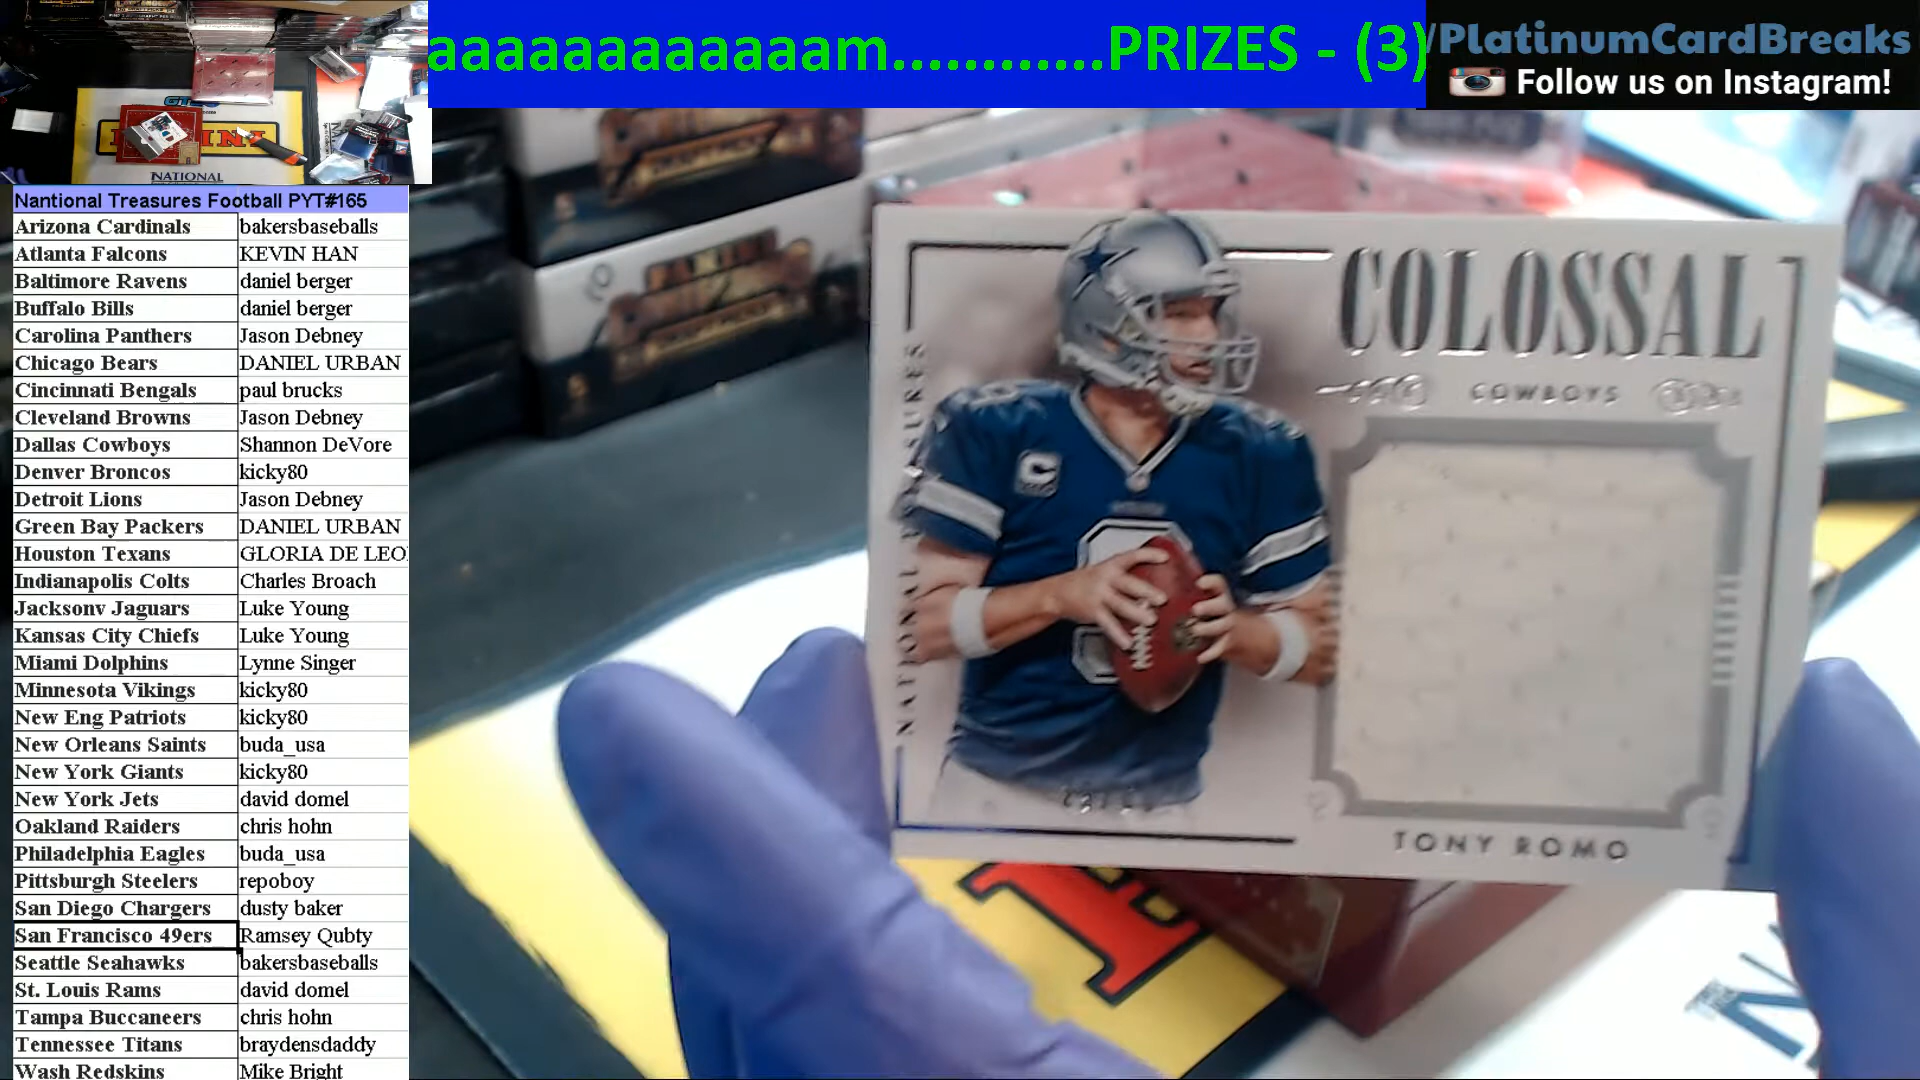 aaaaaaaaaaaam............PRIZES - (3)
/PlatinumCardBreaks
Follow us on Instagram!
NATIONAL
Nantional Treasures Football PYT#165
Arizona Cardinals bakersbaseballs
Atlanta Falcons KEVIN HAN
Baltimore Ravens daniel berger
Buffalo Bills daniel berger
Carolina Panthers Jason Debney
Chicago Bears DANIEL URBAN
Cincinnati Bengals paul brucks
Cleveland Browns Jason Debney
Dallas Cowboys Shannon DeVore
Denver Broncos kicky80
Detroit Lions Jason Debney
Green Bay Packers DANIEL URBAN
Houston Texans GLORIA DE LEO
Indianapolis Colts Charles Broach
Jacksonv Jaguars Luke Young
Kansas City Chiefs Luke Young
Miami Dolphins Lynne Singer
Minnesota Vikings kicky80
New Eng Patriots kicky80
New Orleans Saints buda_usa
New York Giants kicky80
New York Jets david domel
Oakland Raiders chris hohn
Philadelphia Eagles buda_usa
Pittsburgh Steelers repoboy
San Diego Chargers dusty baker
San Francisco 49ers Ramsey Qubty
Seattle Seahawks bakersbaseballs
St. Louis Rams david domel
Tampa Buccaneers chris hohn
Tennessee Titans braydensdaddy
Wash Redskins Mike Bright
COLOSSAL
COWBOYS
NATIONAL TREASURES
C
9
TONY ROMO